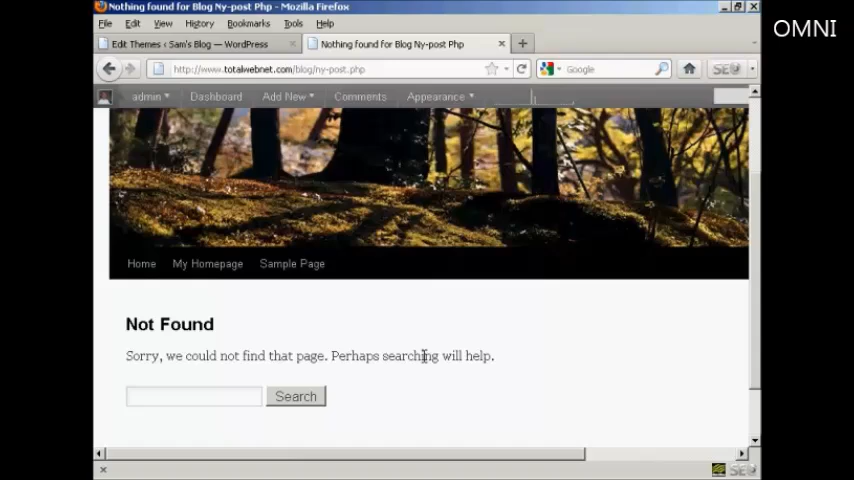 Nothing found for Blog Ny-post Php - Mozilla Firefox
OMNI
File Edit View History Bookmarks Tools Help
Edit Themes ‹ Sam's Blog — WordPress × Nothing found for Blog Ny-post Php × +
http://www.totalwebnet.com/blog/ny-post.php Google SEO
admin Dashboard Add New Comments Appearance
Home My Homepage Sample Page
Not Found
Sorry, we could not find that page. Perhaps searching will help.
Search
× SEO